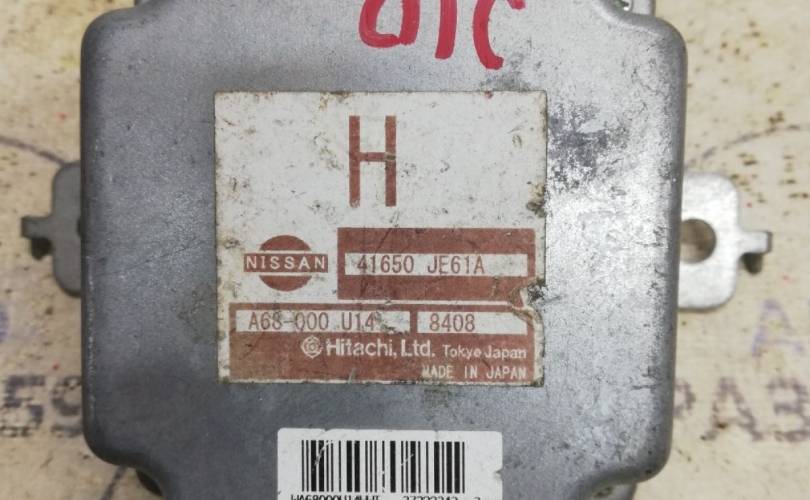 H
NISSAN
41650 JE61A
A68-000 U14
8408
Hitachi, Ltd. Tokyo Japan
MADE IN JAPAN